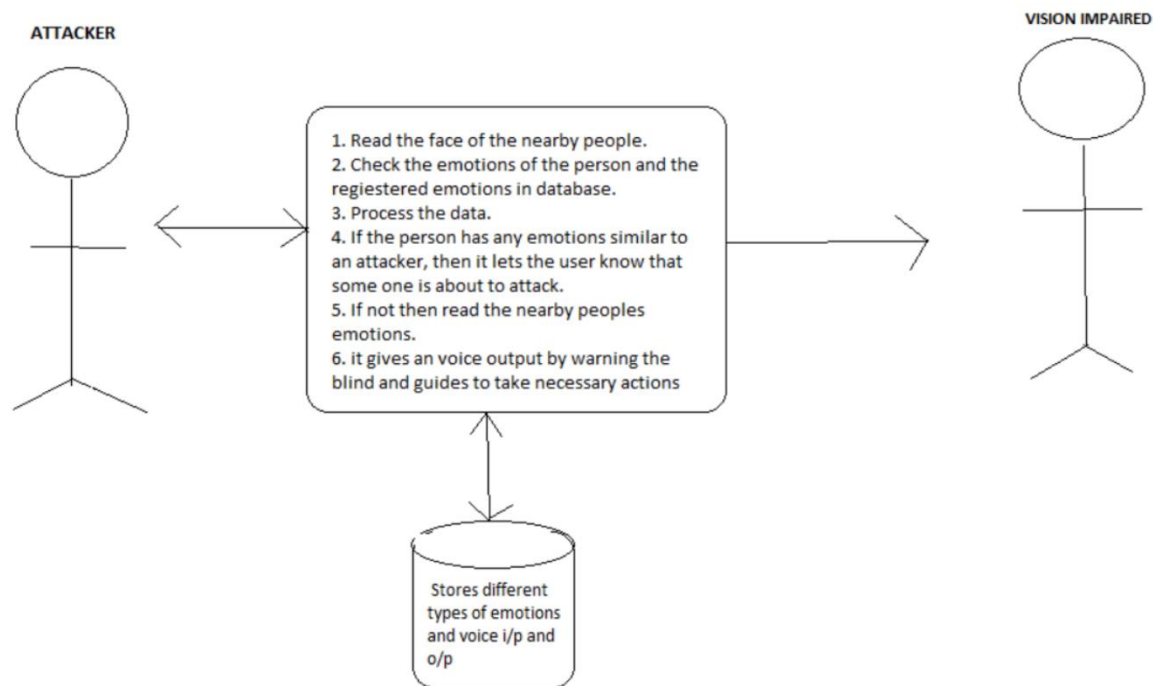 ATTACKER
VISION IMPAIRED
1. Read the face of the nearby people.
2. Check the emotions of the person and the
regiestered emotions in database.
3. Process the data.
4. If the person has any emotions similar to
an attacker, then it lets the user know that
some one is about to attack.
5. If not then read the nearby peoples
emotions.
6. it gives an voice output by warning the
blind and guides to take necessary actions
Stores different
types of emotions
and voice i/p and
o/p